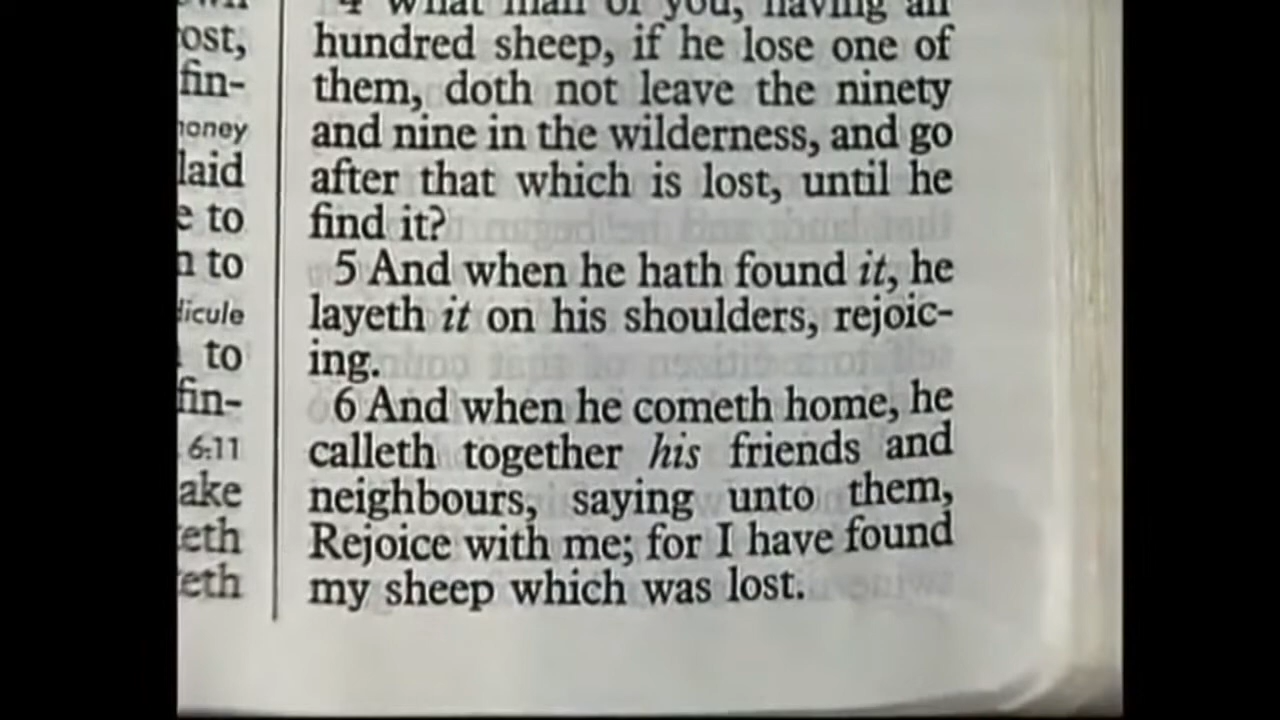 ost,
fin-
money
laid
e to
n to
dicule
to
fin-
6:11
ake
eth
eth
4 What man of you, having an
hundred sheep, if he lose one of
them, doth not leave the ninety
and nine in the wilderness, and go
after that which is lost, until he
find it?
5 And when he hath found it, he
layeth it on his shoulders, rejoic-
ing.
6 And when he cometh home, he
calleth together his friends and
neighbours, saying unto them,
Rejoice with me; for I have found
my sheep which was lost.